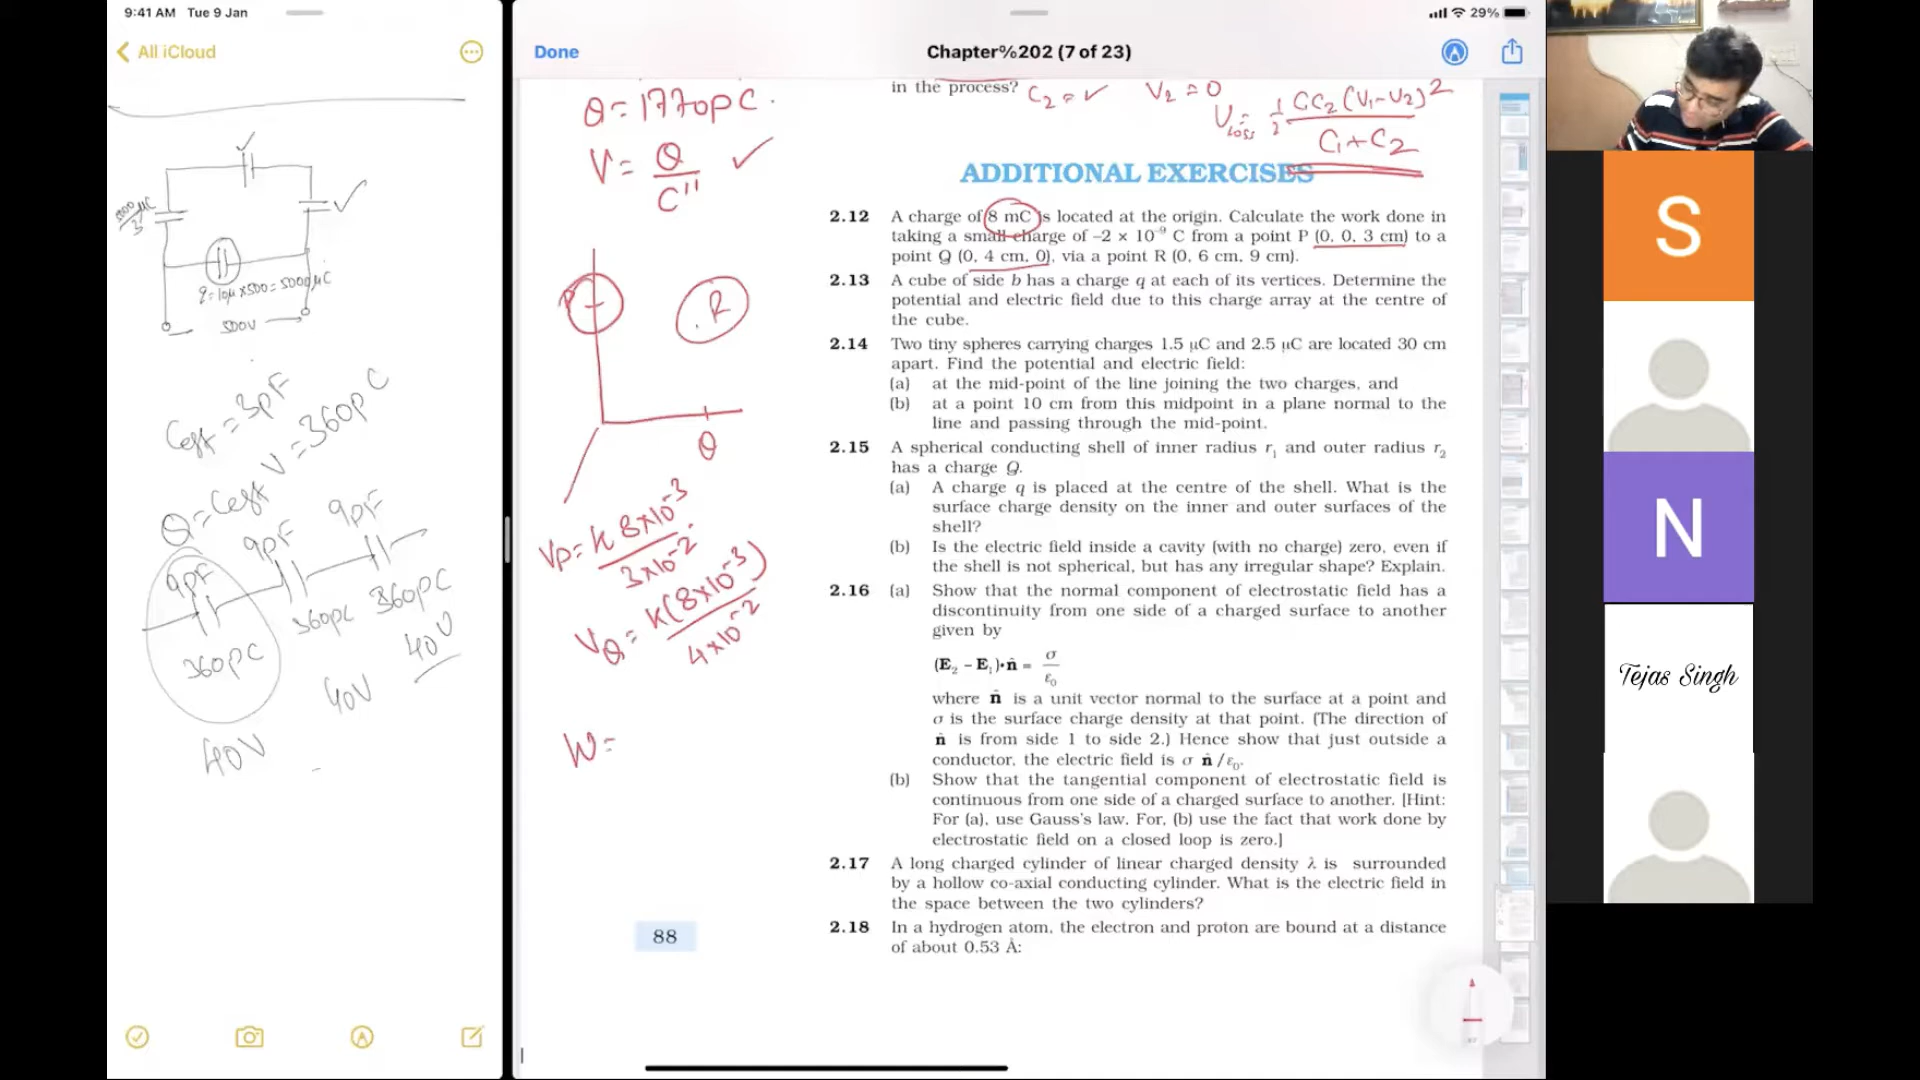 9:41 AM Tue 9 Jan
All iCloud
5000 μC
3
q=10μ×500=5000μC
500V
Ceff = 3pF
Q=Ceff V=360pC
9pF
9pF
9pF
360pC
360pC
360pC
40V
40V
40V
29%
Done
Chapter%202 (7 of 23)
Q=1770pC.
V= Q
C"
P
R
Q
Vp= k 8×10⁻³
3×10⁻²
VQ= k(8×10⁻³)
4×10⁻²
W=
in the process? C₂= V₂=0
Uloss = 1/2 CC₂(V₁-V₂)²
C₁+C₂
ADDITIONAL EXERCISES
2.12 A charge of 8 mC is located at the origin. Calculate the work done in
taking a small charge of –2 × 10⁻⁹ C from a point P (0, 0, 3 cm) to a
point Q (0, 4 cm, 0), via a point R (0, 6 cm, 9 cm).
2.13 A cube of side b has a charge q at each of its vertices. Determine the
potential and electric field due to this charge array at the centre of
the cube.
2.14 Two tiny spheres carrying charges 1.5 μC and 2.5 μC are located 30 cm
apart. Find the potential and electric field:
(a) at the mid-point of the line joining the two charges, and
(b) at a point 10 cm from this midpoint in a plane normal to the
line and passing through the mid-point.
2.15 A spherical conducting shell of inner radius r₁ and outer radius r₂
has a charge Q.
(a) A charge q is placed at the centre of the shell. What is the
surface charge density on the inner and outer surfaces of the
shell?
(b) Is the electric field inside a cavity (with no charge) zero, even if
the shell is not spherical, but has any irregular shape? Explain.
2.16 (a) Show that the normal component of electrostatic field has a
discontinuity from one side of a charged surface to another
given by
(E₂ – E₁)•n̂ = σ
ε₀
where n̂ is a unit vector normal to the surface at a point and
σ is the surface charge density at that point. (The direction of
n̂ is from side 1 to side 2.) Hence show that just outside a
conductor, the electric field is σ n̂ /ε₀.
(b) Show that the tangential component of electrostatic field is
continuous from one side of a charged surface to another. [Hint:
For (a), use Gauss's law. For, (b) use the fact that work done by
electrostatic field on a closed loop is zero.]
2.17 A long charged cylinder of linear charged density λ is surrounded
by a hollow co-axial conducting cylinder. What is the electric field in
the space between the two cylinders?
2.18 In a hydrogen atom, the electron and proton are bound at a distance
of about 0.53 Å:
88
S
N
Tejas Singh